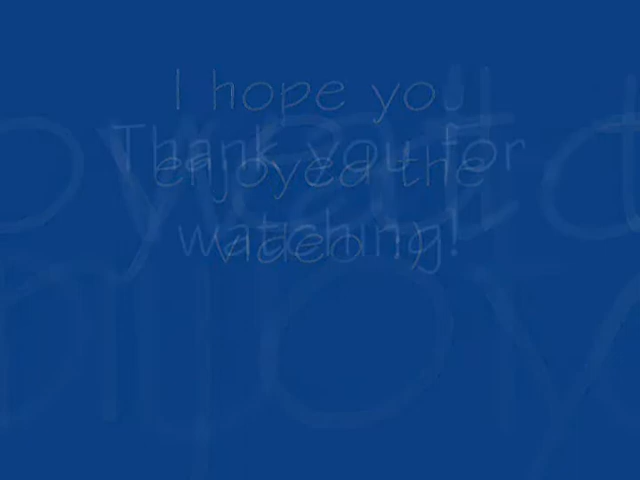 I hope you
enjoyed the
video :)
Thank you for
watching!